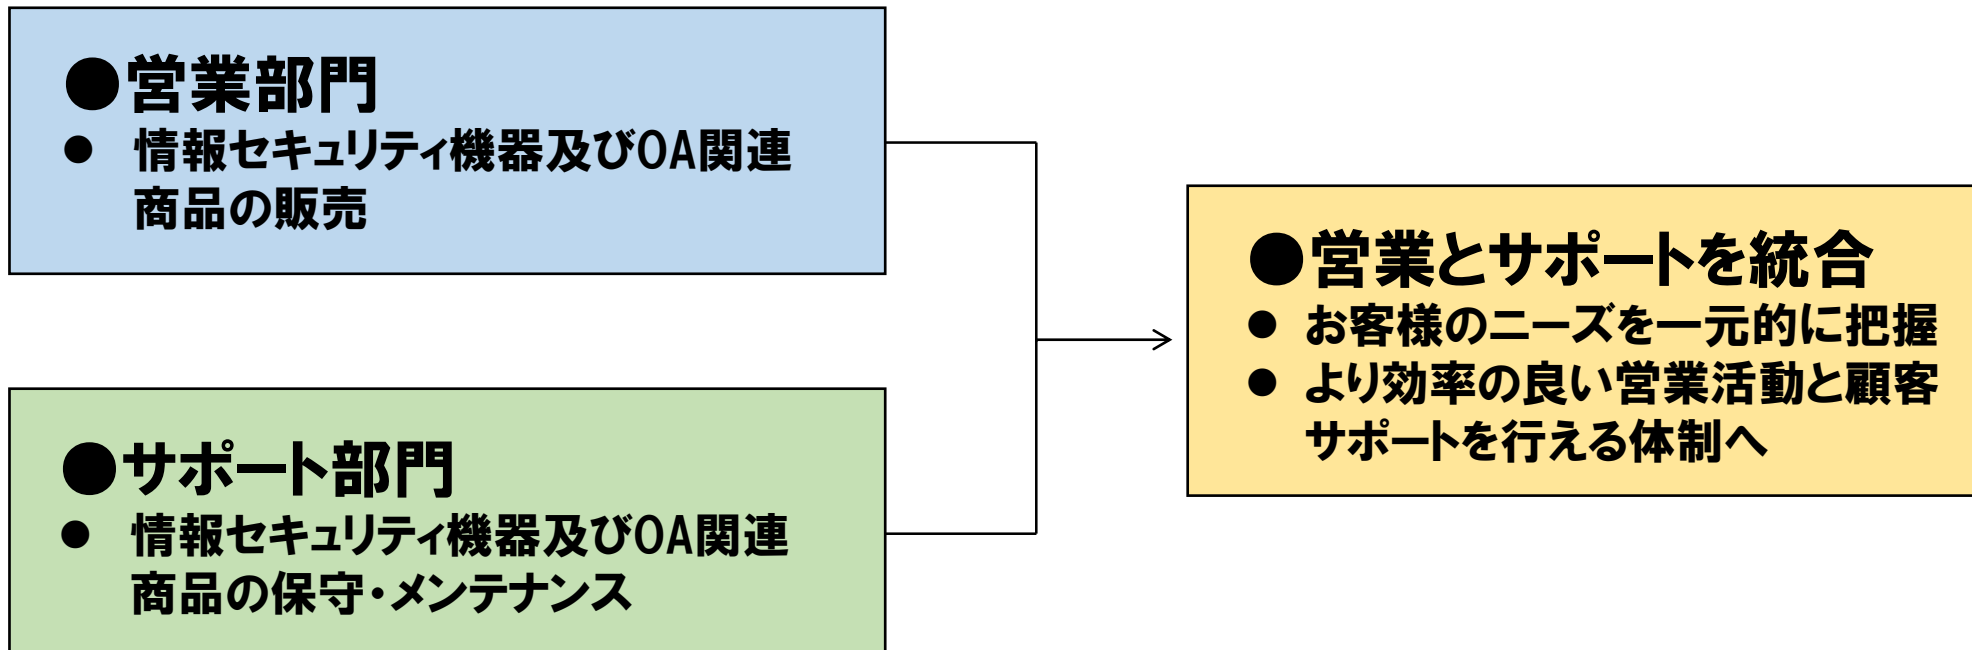 ●営業部門
● 情報セキュリティ機器及びOA関連
商品の販売
●サポート部門
● 情報セキュリティ機器及びOA関連
商品の保守・メンテナンス
●営業とサポートを統合
● お客様のニーズを一元的に把握
● より効率の良い営業活動と顧客
サポートを行える体制へ